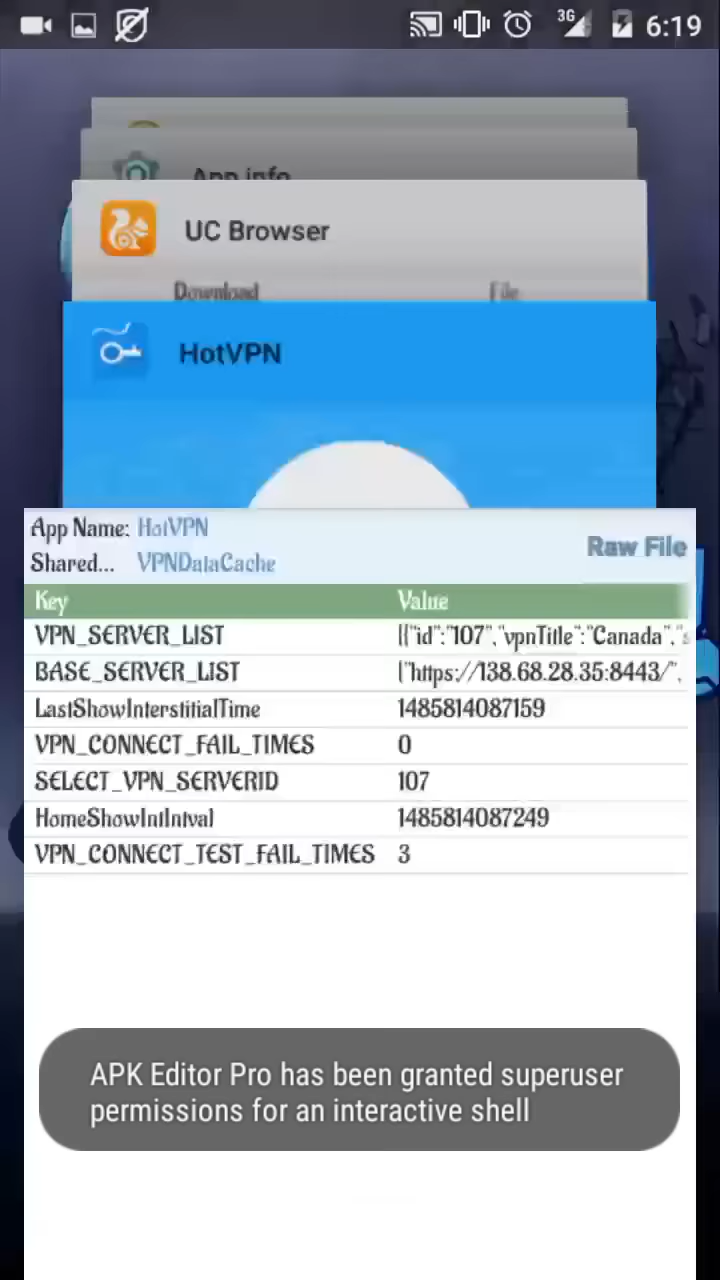 3G 6:19
App info
UC Browser
Download File
HotVPN
App Name: HotVPN
Shared... VPNDataCache
Raw File
Key Value
VPN_SERVER_LIST [{"id":"107","vpnTitle":"Canada","s
BASE_SERVER_LIST ["https://138.68.28.35:8443/",
LastShowInterstitialTime 1485814087159
VPN_CONNECT_FAIL_TIMES 0
SELECT_VPN_SERVERID 107
HomeShowIntIntval 1485814087249
VPN_CONNECT_TEST_FAIL_TIMES 3
APK Editor Pro has been granted superuser
permissions for an interactive shell